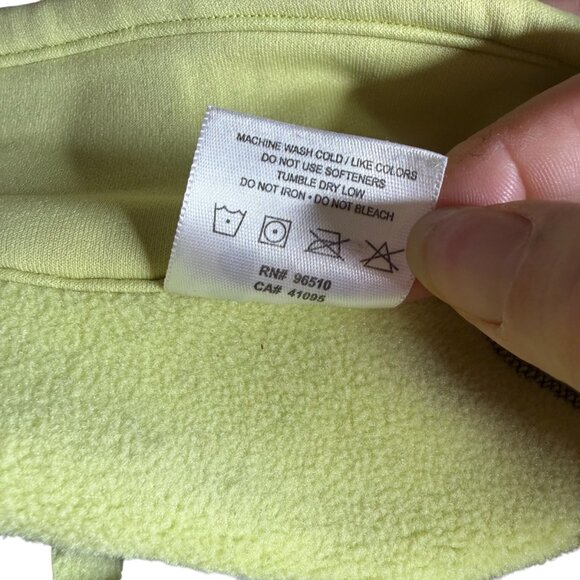 MACHINE WASH COLD / LIKE COLORS
DO NOT USE SOFTENERS
TUMBLE DRY LOW
DO NOT IRON • DO NOT BLEACH
RN# 96510
CA# 41095